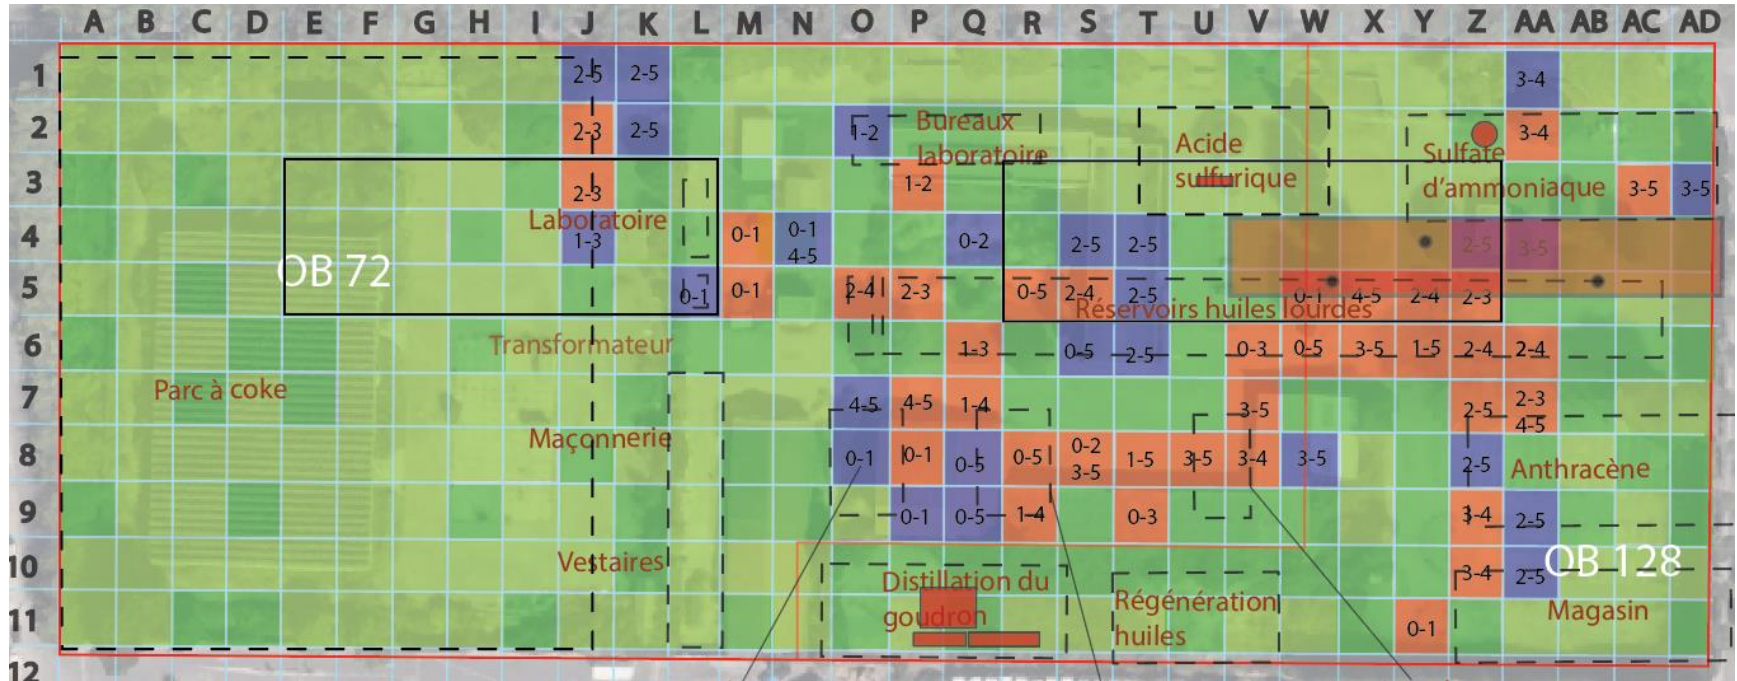 A B C D E F G H I J K L M N O P Q R S T U V W X Y Z AA AB AC AD
1 2-5 2-5 3-4
2 2-3 2-5 1-2 Bureaux 3-4
laboratoire Acide Sulfate
3 2-3 1-2 sulfurique d'ammoniaque 3-5 3-5
Laboratoire
4 1-3 0-1 0-1 0-2 2-5 2-5 2-5 3-5
4-5
OB 72
5 0-1 0-1 2-4 2-3 0-5 2-4 2-5 0-1 4-5 2-4 2-3
Réservoirs huiles lourdes
6 Transformateur 1-3 0-5 2-5 0-3 0-5 3-5 1-5 2-4 2-4
7 Parc à coke 4-5 4-5 1-4 3-5 2-5 2-3
4-5
Maçonnerie
8 0-1 0-1 0-5 0-5 0-2 1-5 3-5 3-4 3-5 2-5 Anthracène
3-5
9 0-1 0-5 1-4 0-3 3-4 2-5
10 Vestaires Distillation du 3-4 2-5 OB 128
goudron Régénération Magasin
11 huiles 0-1
12